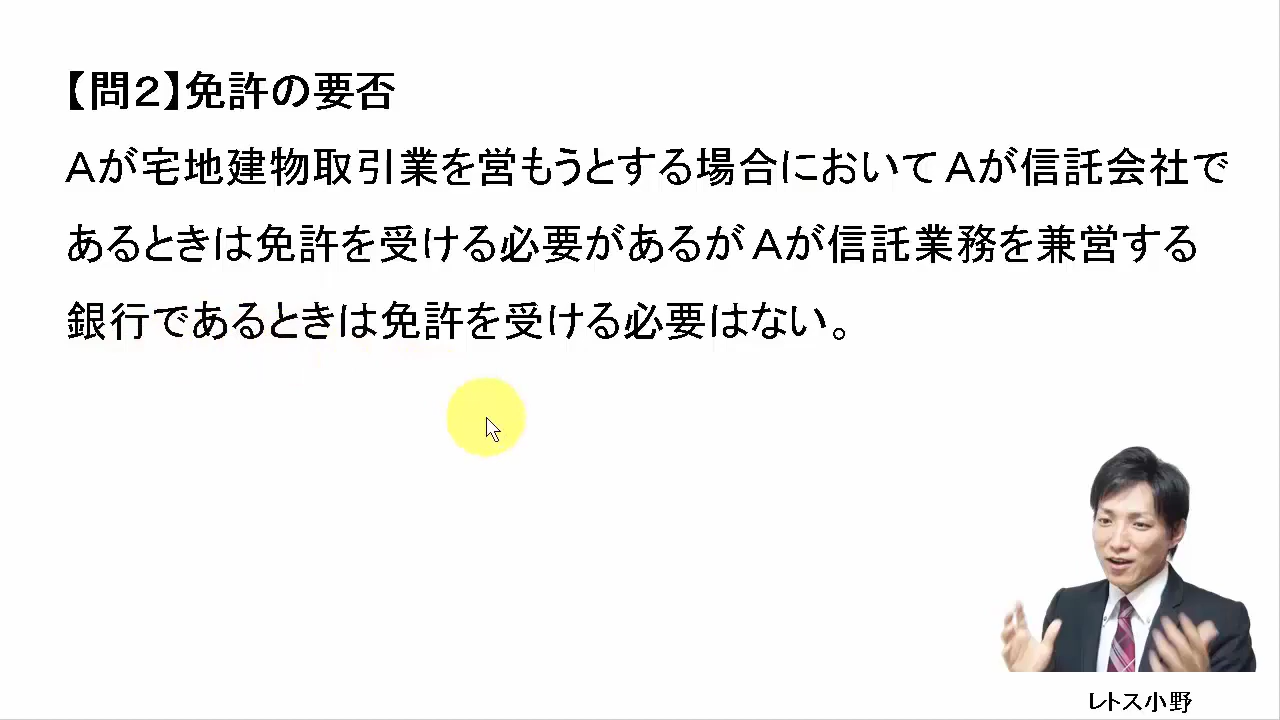 【問２】免許の要否
Ａが宅地建物取引業を営もうとする場合においてＡが信託会社で
あるときは免許を受ける必要があるがＡが信託業務を兼営する
銀行であるときは免許を受ける必要はない。
レトス小野